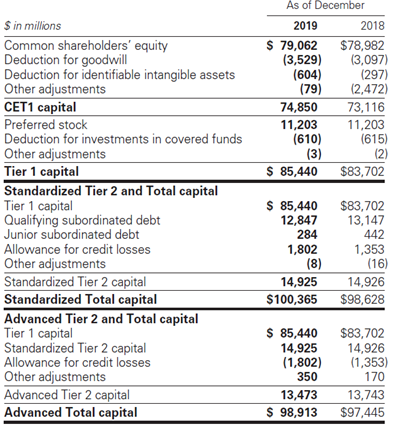 As of December
$ in millions 2019 2018
Common shareholders' equity $ 79,062 $78,982
Deduction for goodwill (3,529) (3,097)
Deduction for identifiable intangible assets (604) (297)
Other adjustments (79) (2,472)
CET1 capital 74,850 73,116
Preferred stock 11,203 11,203
Deduction for investments in covered funds (610) (615)
Other adjustments (3) (2)
Tier 1 capital $ 85,440 $83,702
Standardized Tier 2 and Total capital
Tier 1 capital $ 85,440 $83,702
Qualifying subordinated debt 12,847 13,147
Junior subordinated debt 284 442
Allowance for credit losses 1,802 1,353
Other adjustments (8) (16)
Standardized Tier 2 capital 14,925 14,926
Standardized Total capital $100,365 $98,628
Advanced Tier 2 and Total capital
Tier 1 capital $ 85,440 $83,702
Standardized Tier 2 capital 14,925 14,926
Allowance for credit losses (1,802) (1,353)
Other adjustments 350 170
Advanced Tier 2 capital 13,473 13,743
Advanced Total capital $ 98,913 $97,445